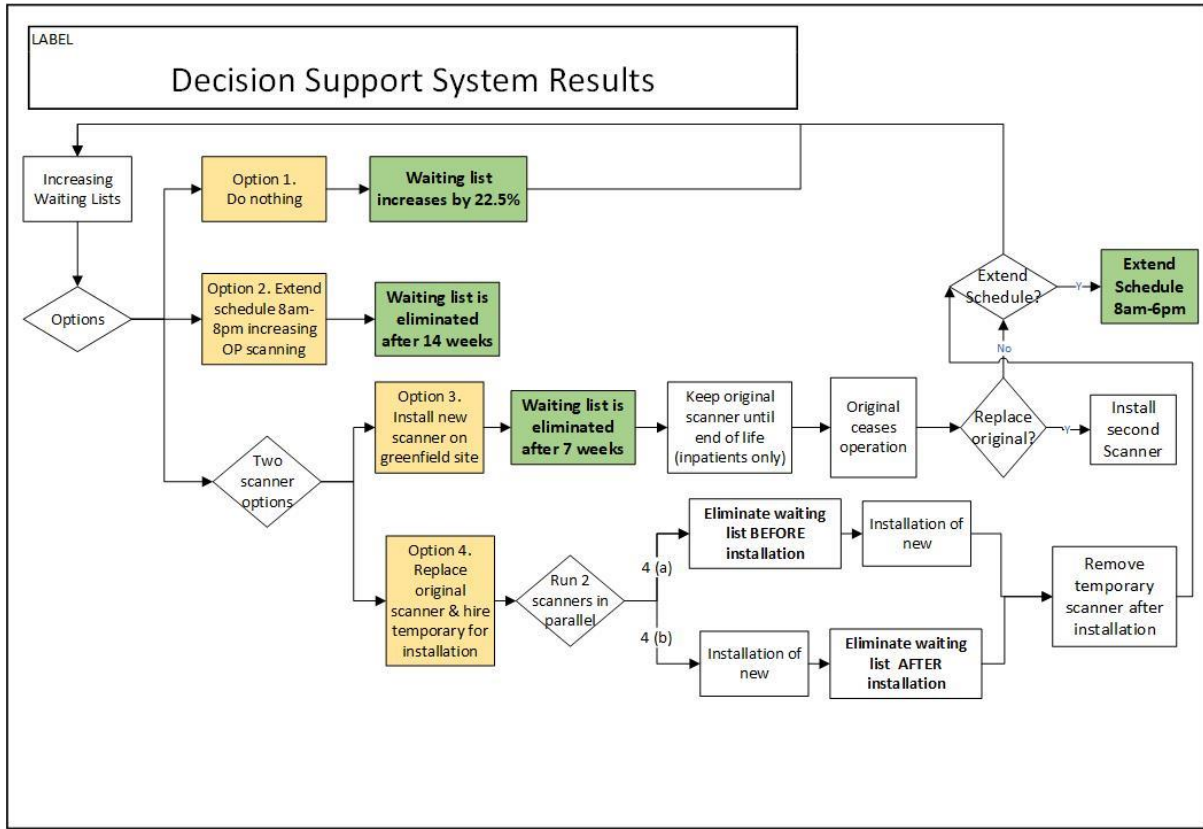 LABEL
Decision Support System Results
Increasing
Waiting Lists
Options
Option 1.
Do nothing
Waiting list
increases by 22.5%
Option 2. Extend
schedule 8am-
8pm increasing
OP scanning
Waiting list is
eliminated
after 14 weeks
Two
scanner
options
Option 3.
Install new
scanner on
greenfield site
Waiting list is
eliminated
after 7 weeks
Keep original
scanner until
end of life
(inpatients only)
Original
ceases
operation
Replace
original?
Y
Install
second
Scanner
No
Extend
Schedule?
Y
Extend
Schedule
8am-6pm
Option 4.
Replace
original
scanner & hire
temporary for
installation
Run 2
scanners in
parallel
4 (a)
Eliminate waiting
list BEFORE
installation
Installation of
new
4 (b)
Installation of
new
Eliminate waiting
list AFTER
installation
Remove
temporary
scanner after
installation